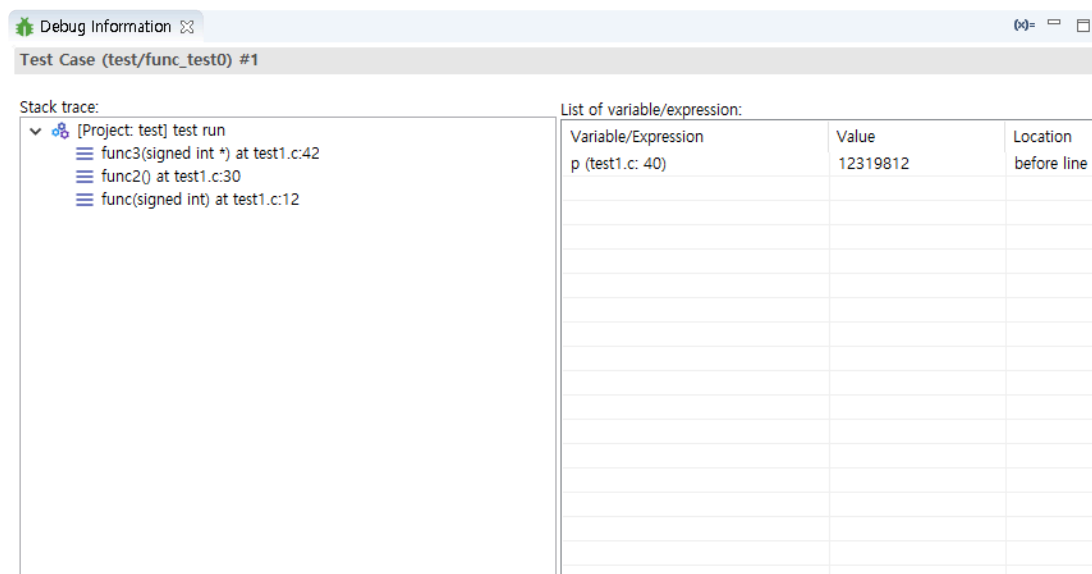 Debug Information
(x)=
Test Case (test/func_test0) #1
Stack trace:
[Project: test] test run
func3(signed int *) at test1.c:42
func2() at test1.c:30
func(signed int) at test1.c:12
List of variable/expression:
Variable/Expression Value Location
p (test1.c: 40) 12319812 before line